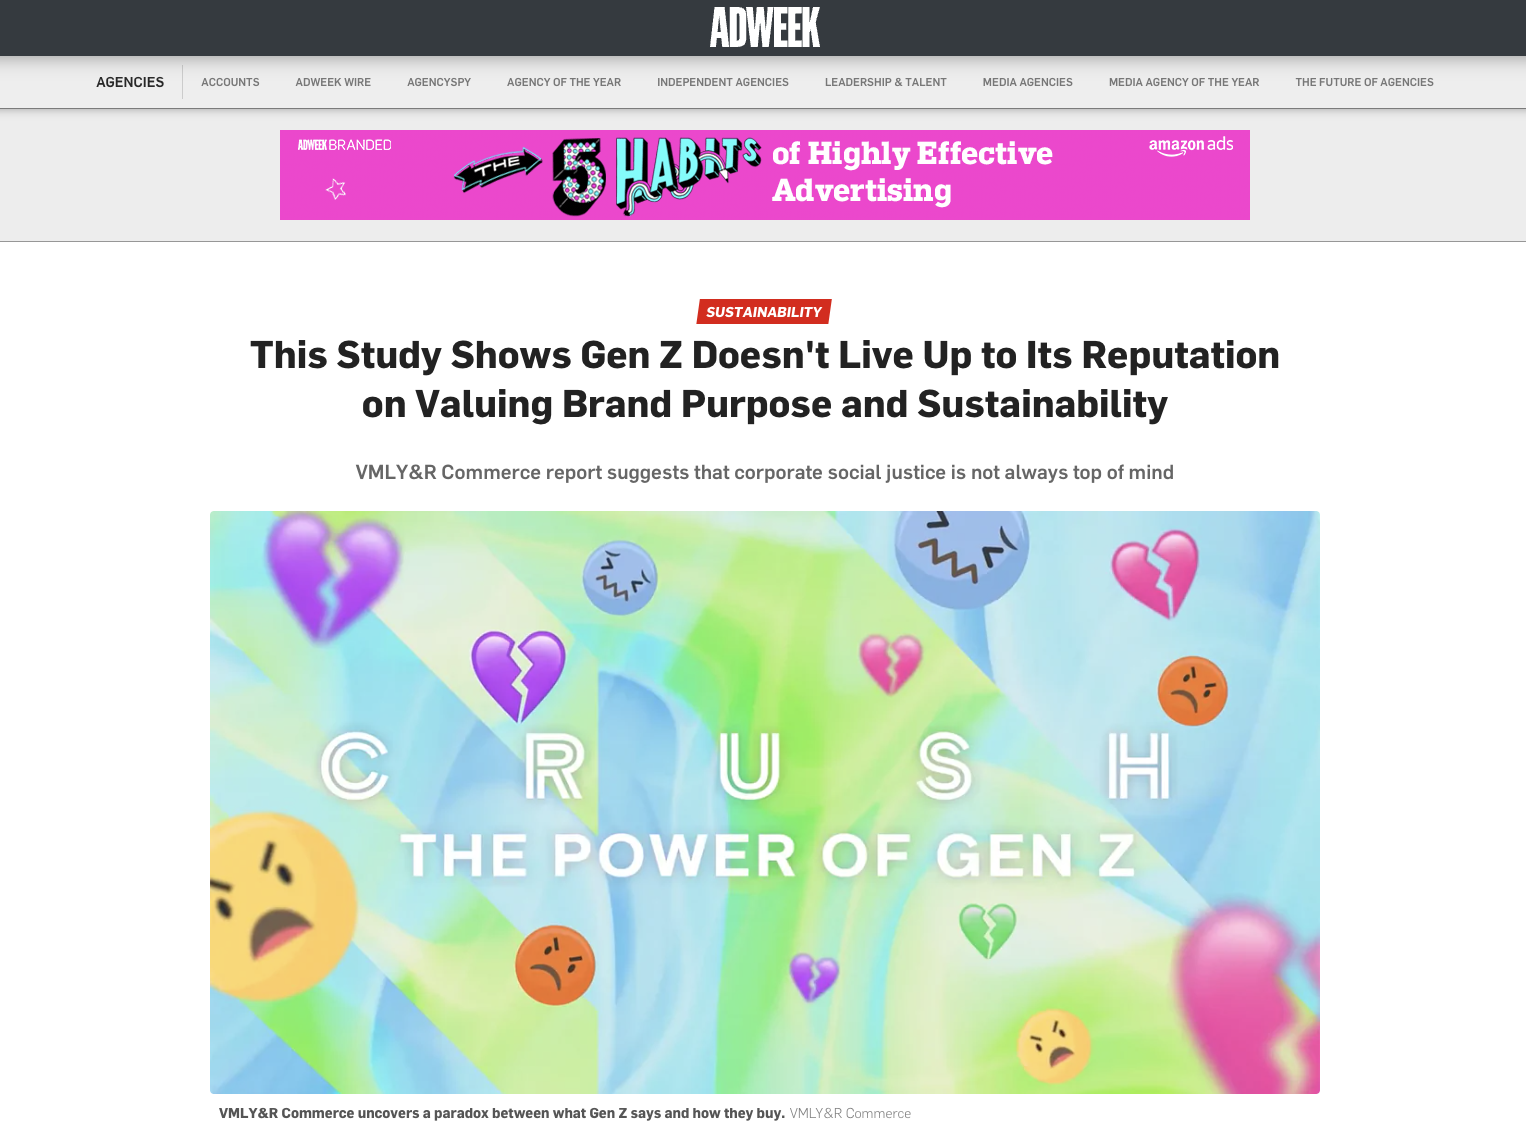 ADWEEK
AGENCIES ACCOUNTS ADWEEK WIRE AGENCYSPY AGENCY OF THE YEAR INDEPENDENT AGENCIES LEADERSHIP & TALENT MEDIA AGENCIES MEDIA AGENCY OF THE YEAR THE FUTURE OF AGENCIES
ADWEEK BRANDED
THE 5 HABITS of Highly Effective
Advertising
amazon ads
SUSTAINABILITY
This Study Shows Gen Z Doesn't Live Up to Its Reputation
on Valuing Brand Purpose and Sustainability
VMLY&R Commerce report suggests that corporate social justice is not always top of mind
CRUSH
THE POWER OF GEN Z
VMLY&R Commerce uncovers a paradox between what Gen Z says and how they buy. VMLY&R Commerce